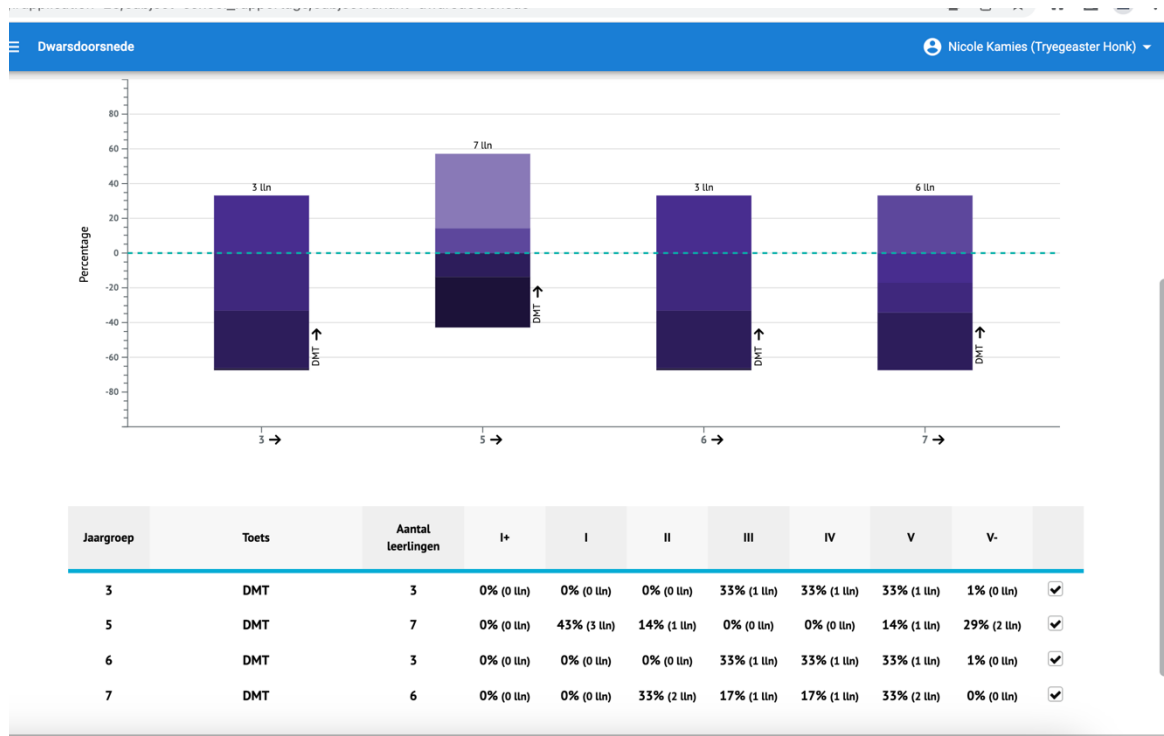 Dwarsdoorsnede
Nicole Kamies (Tryegeaster Honk)
Percentage
80
60
40
20
0
-20
-40
-60
-80
3 lln
7 lln
3 lln
6 lln
DMT
DMT
DMT
DMT
3 → 5 → 6 → 7 →
Jaargroep Toets Aantal leerlingen I+ I II III IV V V-
3 DMT 3 0% (0 lln) 0% (0 lln) 0% (0 lln) 33% (1 lln) 33% (1 lln) 33% (1 lln) 1% (0 lln)
5 DMT 7 0% (0 lln) 43% (3 lln) 14% (1 lln) 0% (0 lln) 0% (0 lln) 14% (1 lln) 29% (2 lln)
6 DMT 3 0% (0 lln) 0% (0 lln) 0% (0 lln) 33% (1 lln) 33% (1 lln) 33% (1 lln) 1% (0 lln)
7 DMT 6 0% (0 lln) 0% (0 lln) 33% (2 lln) 17% (1 lln) 17% (1 lln) 33% (2 lln) 0% (0 lln)